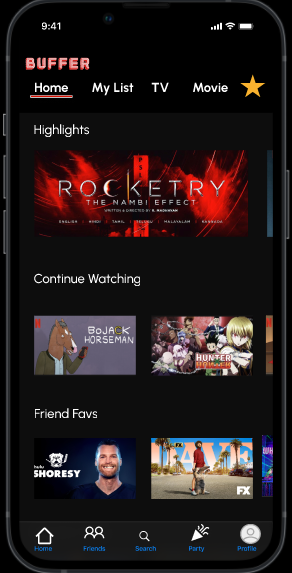 9:41
BUFFER
Home My List TV Movie
Highlights
ROCKETRY
THE NAMBI EFFECT
WRITTEN & DIRECTED BY R. MADHAVAN
ENGLISH HINDI TAMIL TELUGU MALAYALAM KANNADA
Continue Watching
BOJACK
HORSEMAN
HUNTER
Friend Favs
hulu
SHORESY
FX
Home Friends Search Party Profile